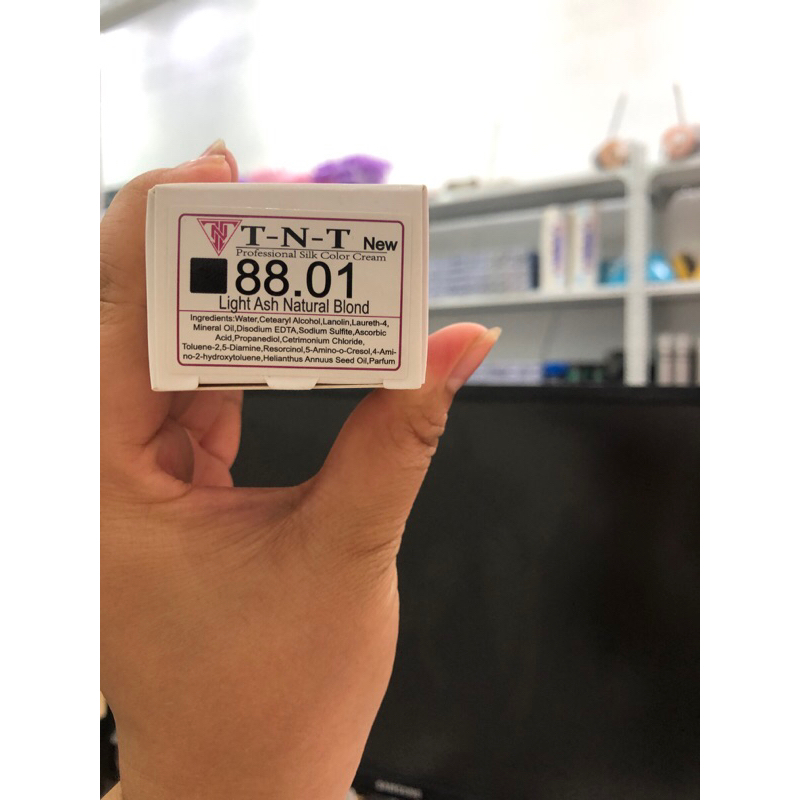 T-N-T New
Professional Silk Color Cream
88.01
Light Ash Natural Blond
Ingredients:Water,Cetearyl Alcohol,Lanolin,Laureth-4,
Mineral Oil,Disodium EDTA,Sodium Sulfite,Ascorbic
Acid,Propanediol,Cetrimonium Chloride,
Toluene-2,5-Diamine,Resorcinol,5-Amino-o-Cresol,4-Ami-
no-2-hydroxytoluene,Helianthus Annuus Seed Oil,Parfum
SAMSUNG